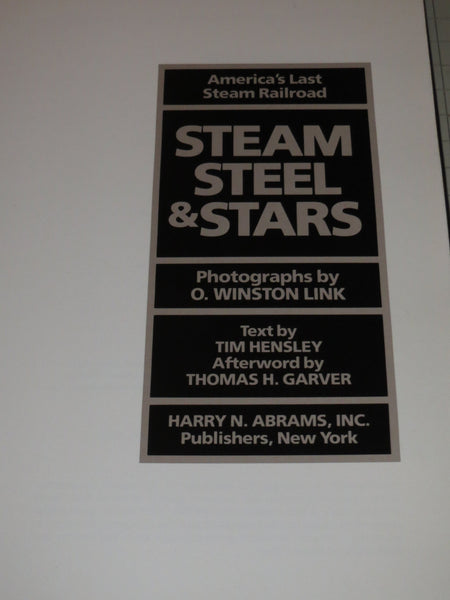 America's Last
Steam Railroad
STEAM
STEEL
&STARS
Photographs by
O. WINSTON LINK
Text by
TIM HENSLEY
Afterword by
THOMAS H. GARVER
HARRY N. ABRAMS, INC.
Publishers, New York